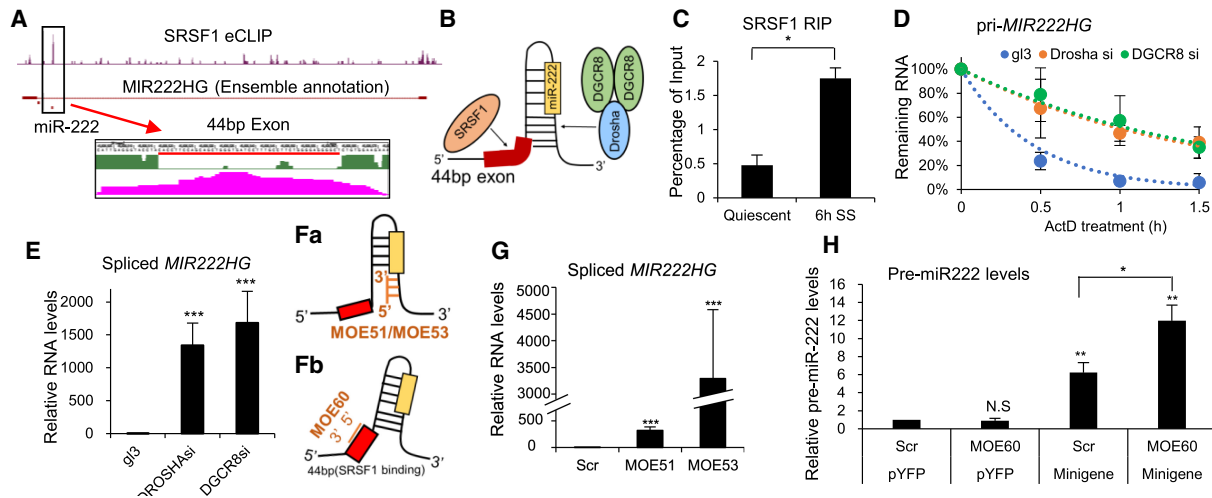 A
SRSF1 eCLIP
MIR222HG (Ensemble annotation)
miR-222
44bp Exon
B
SRSF1
miR-222
DGCR8
DGCR8
Drosha
5'
3'
44bp exon
C
SRSF1 RIP
*
Percentage of Input
2
1.5
1
0.5
0.0
Quiescent
6h SS
D
pri-MIR222HG
gl3
Drosha si
DGCR8 si
Remaining RNA
100%
80%
60%
40%
20%
0%
0
0.5
1
1.5
ActD treatment (h)
E
Spliced MIR222HG
Relative RNA levels
2000
1500
1000
500
0
***
***
gl3
DROSHAsi
DGCR8si
Fa
3'
5'
5'
3'
MOE51/MOE53
Fb
MOE60
3' 5'
5'
3'
44bp(SRSF1 binding)
G
Spliced MIR222HG
Relative RNA levels
5000
4000
3000
500
0
***
***
Scr
MOE51
MOE53
H
Pre-miR222 levels
Relative pre-miR-222 levels
16
14
12
10
8
6
4
2
0
*
N.S
**
**
Scr
MOE60
Scr
MOE60
pYFP
pYFP
Minigene
Minigene